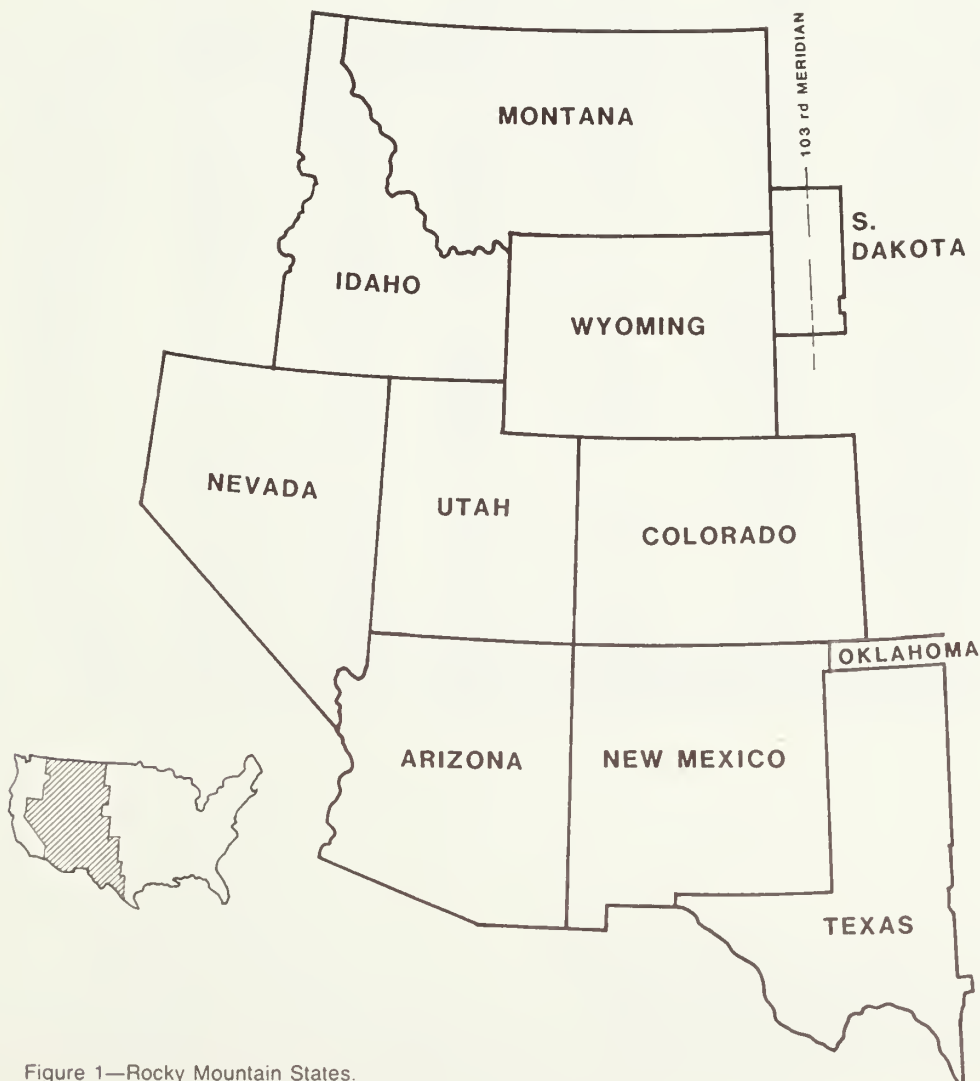 103 rd MERIDIAN
MONTANA
S.
DAKOTA
IDAHO
WYOMING
NEVADA
UTAH
COLORADO
OKLAHOMA
ARIZONA
NEW MEXICO
TEXAS
Figure 1—Rocky Mountain States.